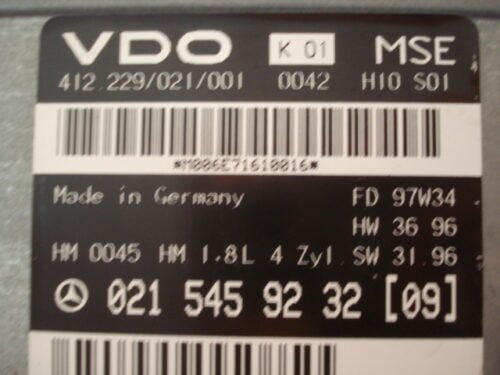 VDO K 01 MSE
412.229/021/001 0042 H10 S01
*M006E71610016*
Made in Germany FD 97W34
HW 36 96
HM 0045 HM 1.8L 4 Zyl SW 31.96
021 545 92 32 [09]